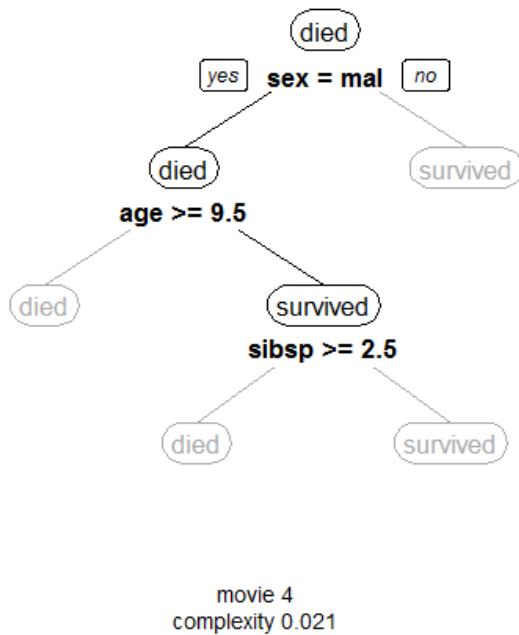 died
yes sex = mal no
died survived
age >= 9.5
died survived
sibsp >= 2.5
died survived
movie 4
complexity 0.021